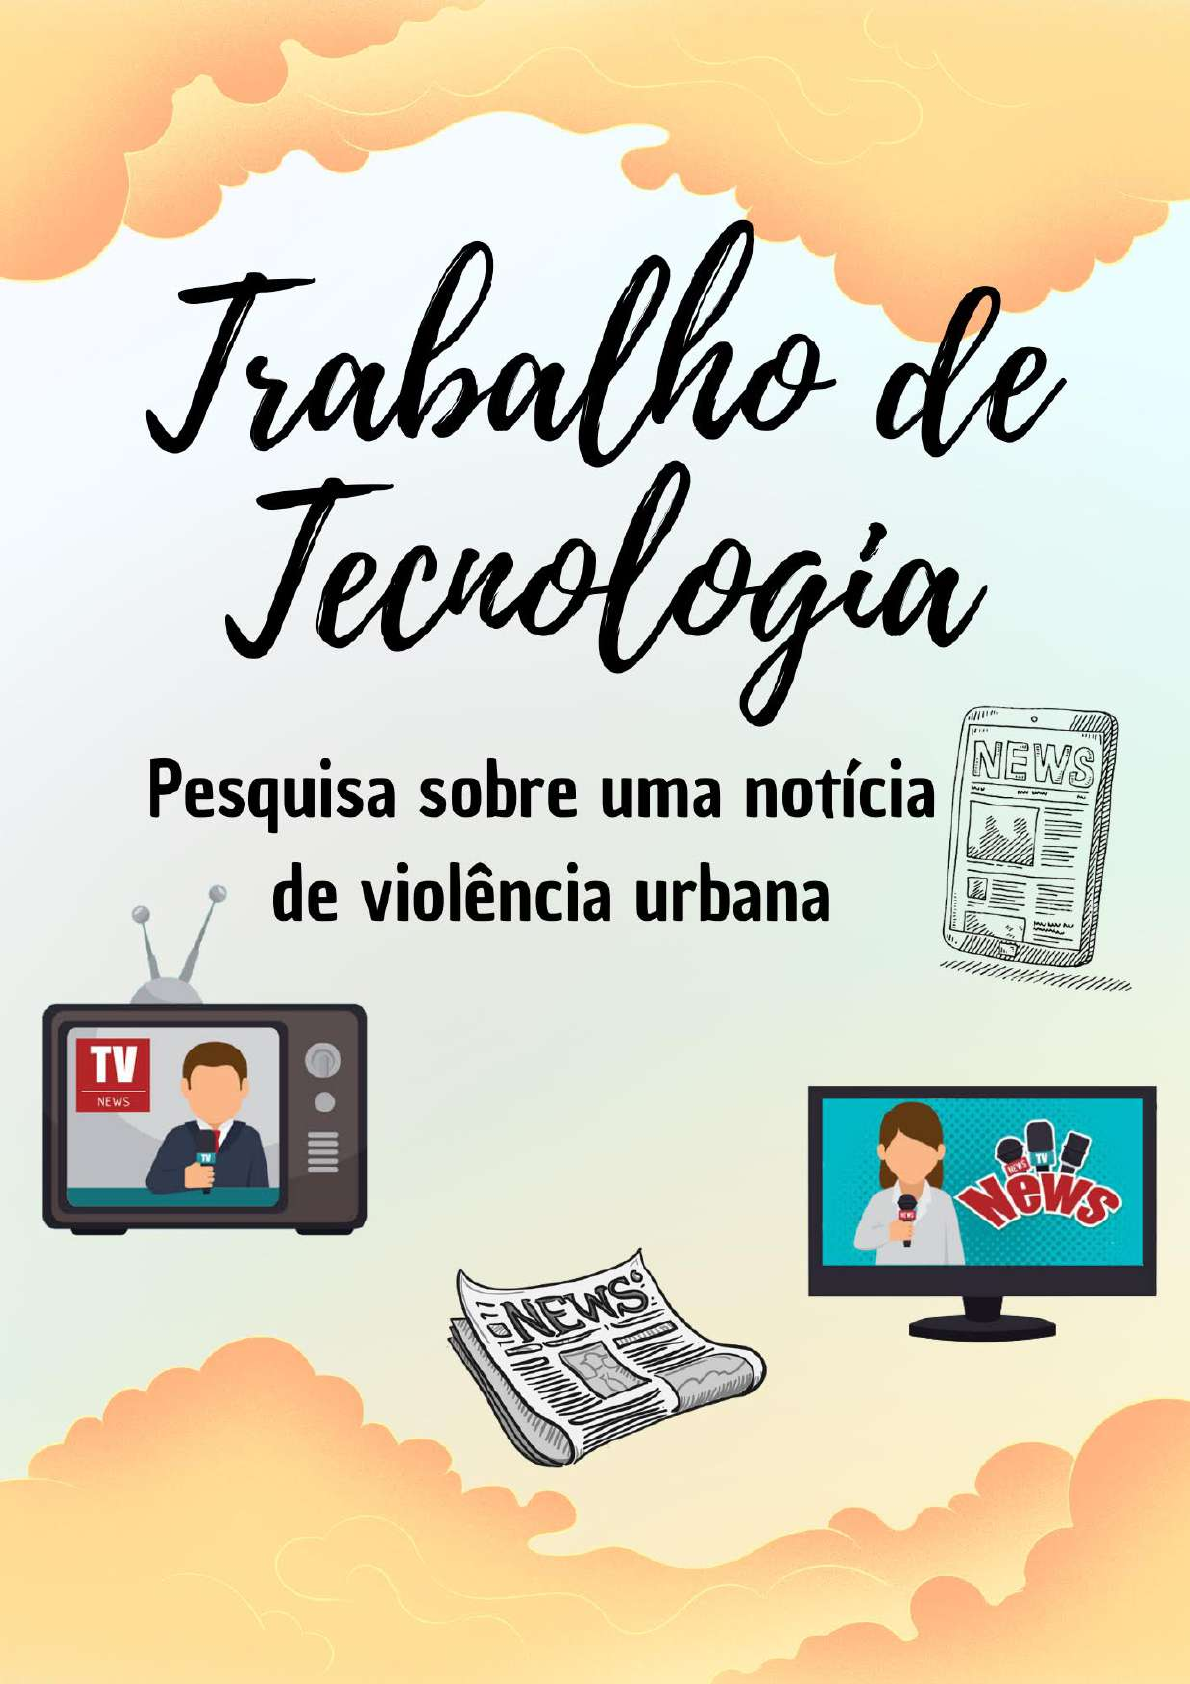 Trabalho de
Tecnologia
Pesquisa sobre uma notícia
de violência urbana
NEWS
TV
NEWS
TV
NEWS
TV
News
NEWS
NEWS